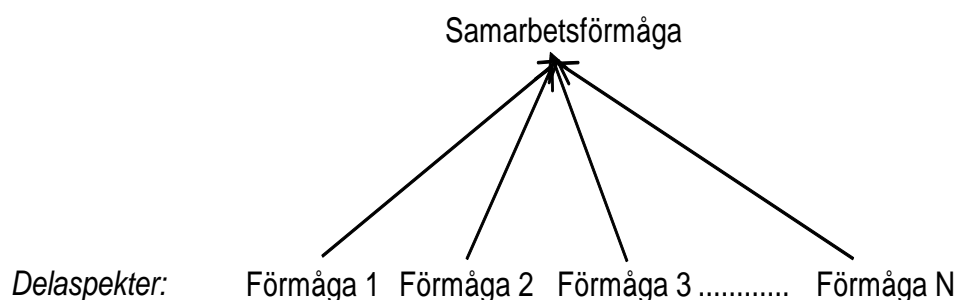 Samarbetsförmåga
Delaspekter: Förmåga 1 Förmåga 2 Förmåga 3 ............ Förmåga N